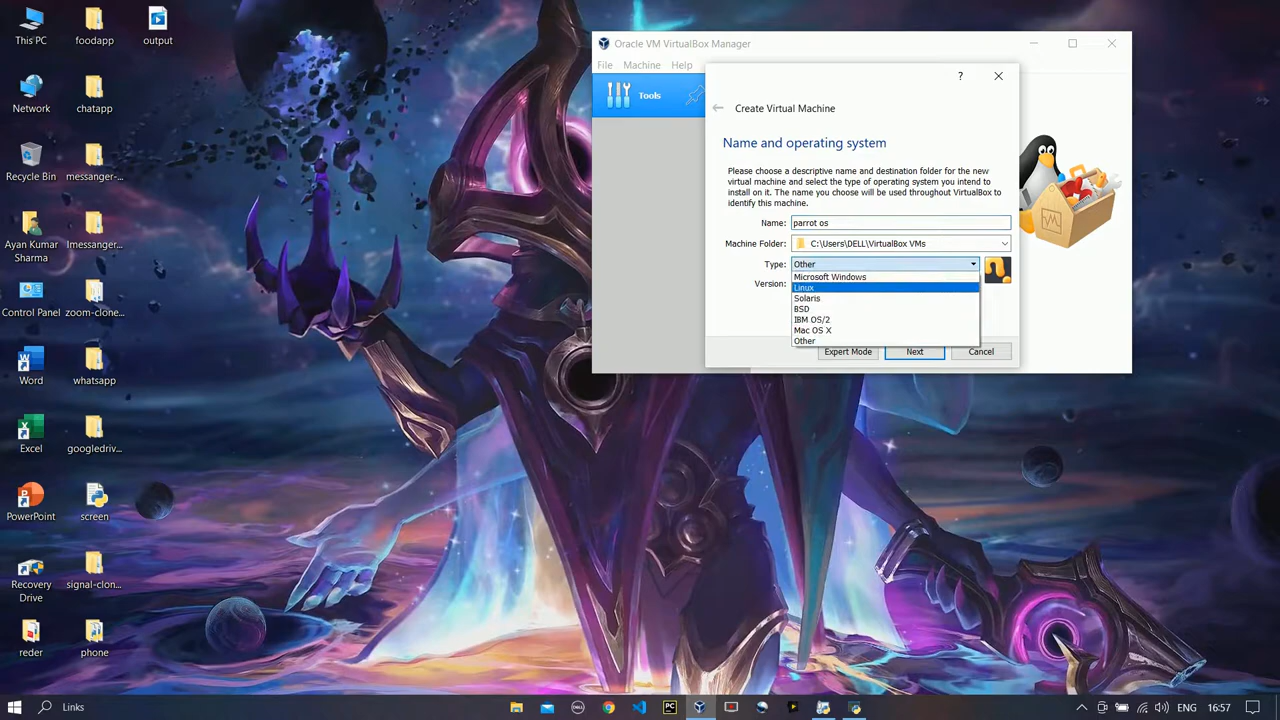 This PC
foodapp
output
Network
chatapp
Recycle Bin
messanger-...
Ayan Kumar
Sharma
Imessanger...
Control Panel
zoom-sche...
Word
whatsapp
Excel
googledriv...
PowerPoint
screen
Recovery
Drive
signal-clon...
reder
phone
Oracle VM VirtualBox Manager
File Machine Help
Tools
?
Create Virtual Machine
Name and operating system
Please choose a descriptive name and destination folder for the new
virtual machine and select the type of operating system you intend to
install on it. The name you choose will be used throughout VirtualBox to
identify this machine.
Name: parrot os
Machine Folder: C:\Users\DELL\VirtualBox VMs
Type: Other
Microsoft Windows
Version:
Linux
Solaris
BSD
IBM OS/2
Mac OS X
Other
Expert Mode Next Cancel
Links
DELL
PC
ENG
16:57